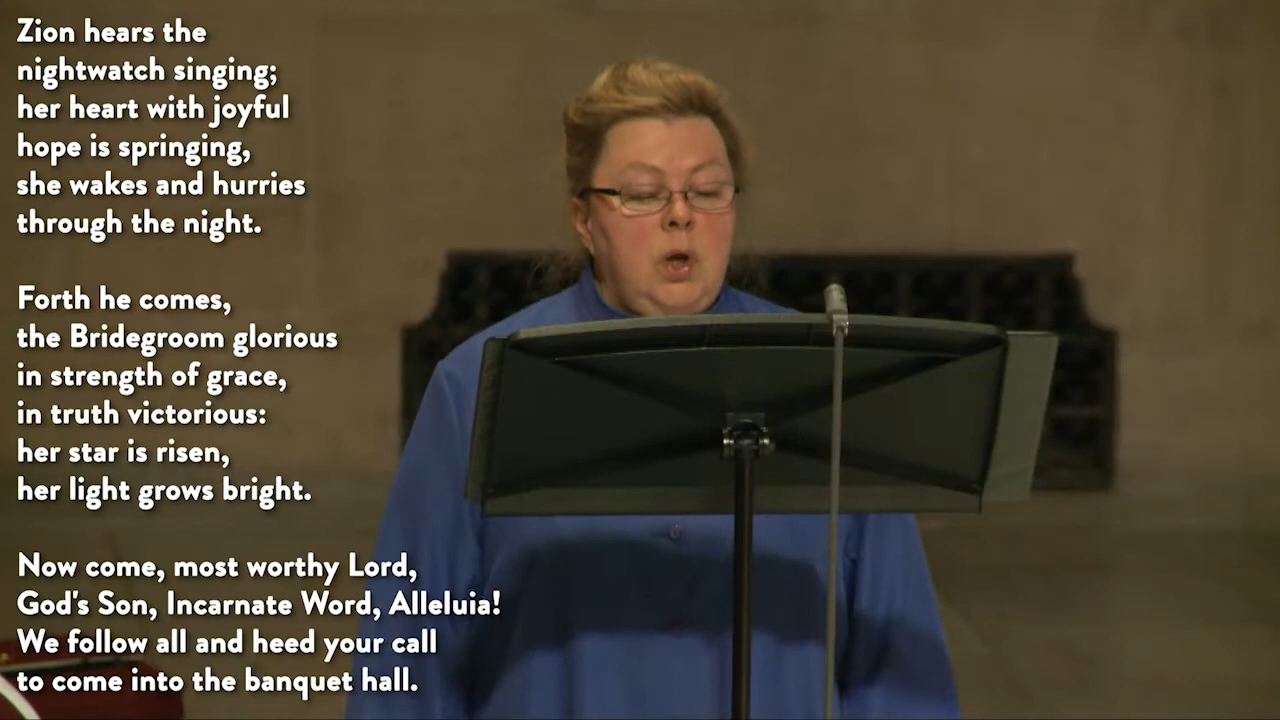 Zion hears the
nightwatch singing;
her heart with joyful
hope is springing,
she wakes and hurries
through the night.
Forth he comes,
the Bridegroom glorious
in strength of grace,
in truth victorious:
her star is risen,
her light grows bright.
Now come, most worthy Lord,
God's Son, Incarnate Word, Alleluia!
We follow all and heed your call
to come into the banquet hall.